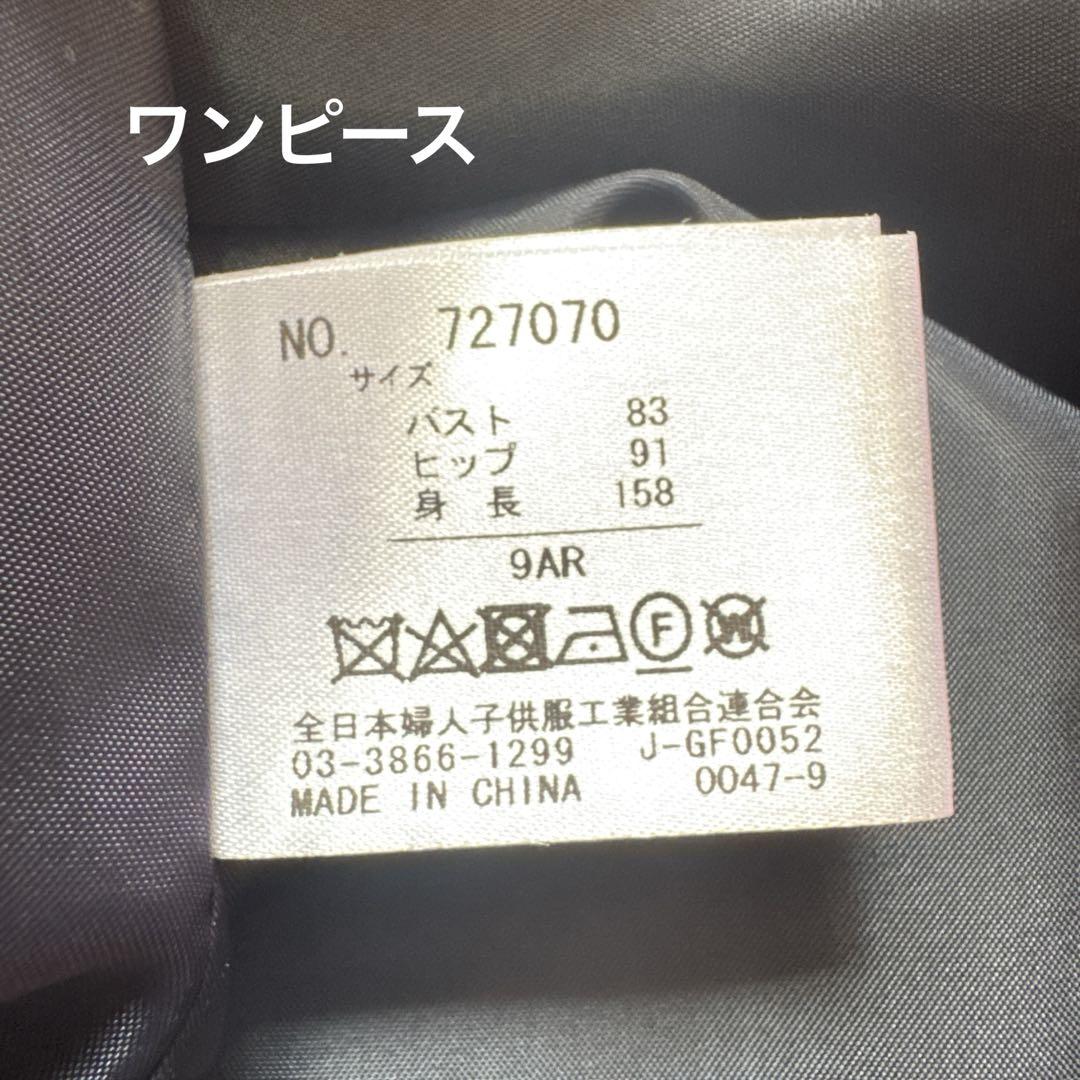 ワンピース
NO. 727070
サイズ
バスト 83
ヒップ 91
身長 158
9AR
F W
全日本婦人子供服工業組合連合会
03-3866-1299 J-GF0052
MADE IN CHINA 0047-9